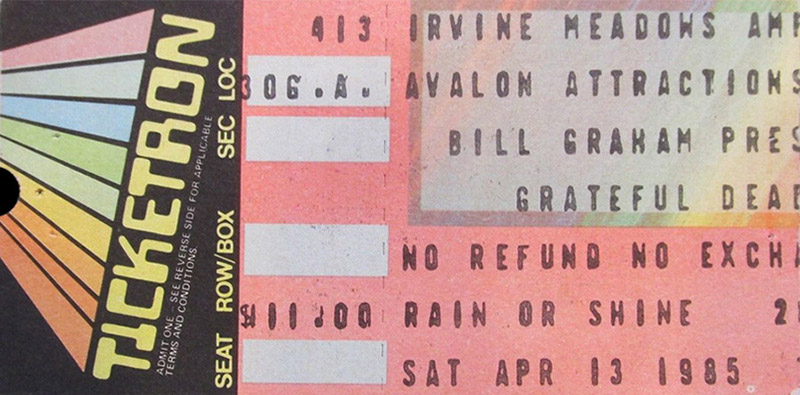 TICKETRON
ADMIT ONE – SEE REVERSE SIDE FOR APPLICABLE
TERMS AND CONDITIONS.
SEAT ROW/BOX SEC LOC
413 IRVINE MEADOWS AMH
306.A. AVALON ATTRACTIONS
BILL GRAHAM PRES
GRATEFUL DEAD
NO REFUND NO EXCHA
$11.00 RAIN OR SHINE 2
SAT APR 13 1985